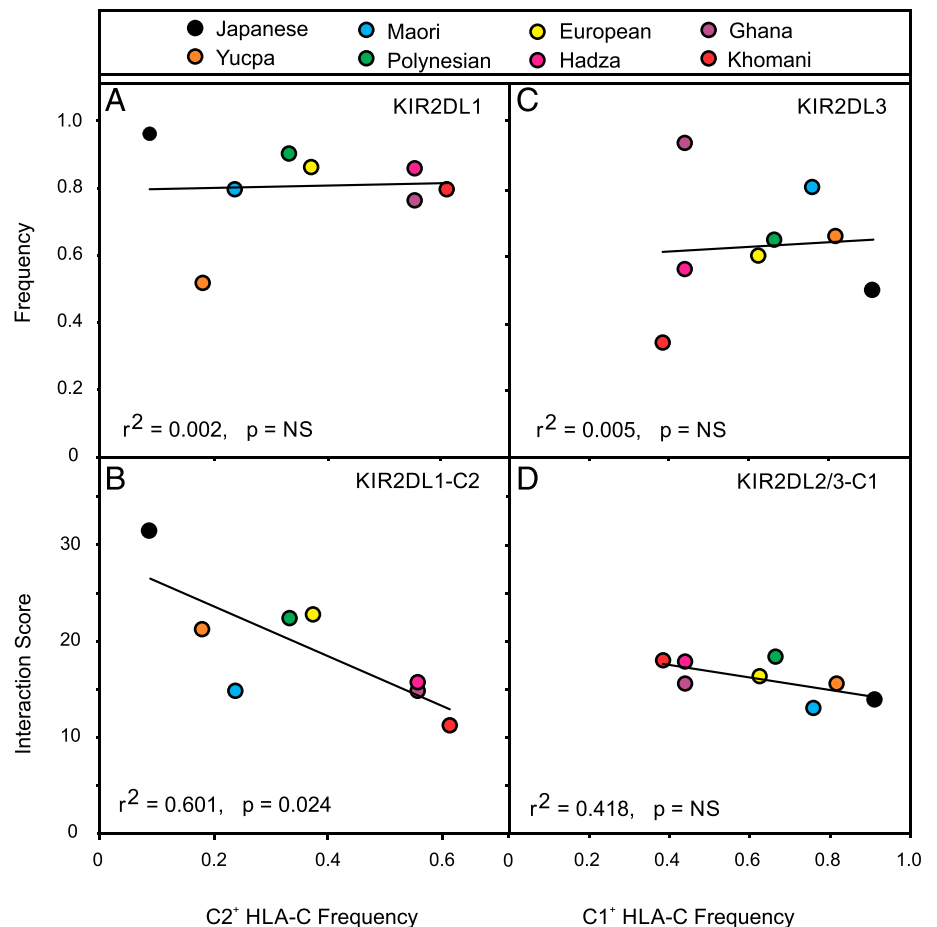 Japanese Maori European Ghana
Yucpa Polynesian Hadza Khomani
A KIR2DL1
C KIR2DL3
1.0
0.8
0.6
0.4
0.2
0
Frequency
r² = 0.002, p = NS
r² = 0.005, p = NS
B KIR2DL1-C2
D KIR2DL2/3-C1
30
20
10
0
Interaction Score
r² = 0.601, p = 0.024
r² = 0.418, p = NS
0 0.2 0.4 0.6
0 0.2 0.4 0.6 0.8 1.0
C2⁺ HLA-C Frequency
C1⁺ HLA-C Frequency